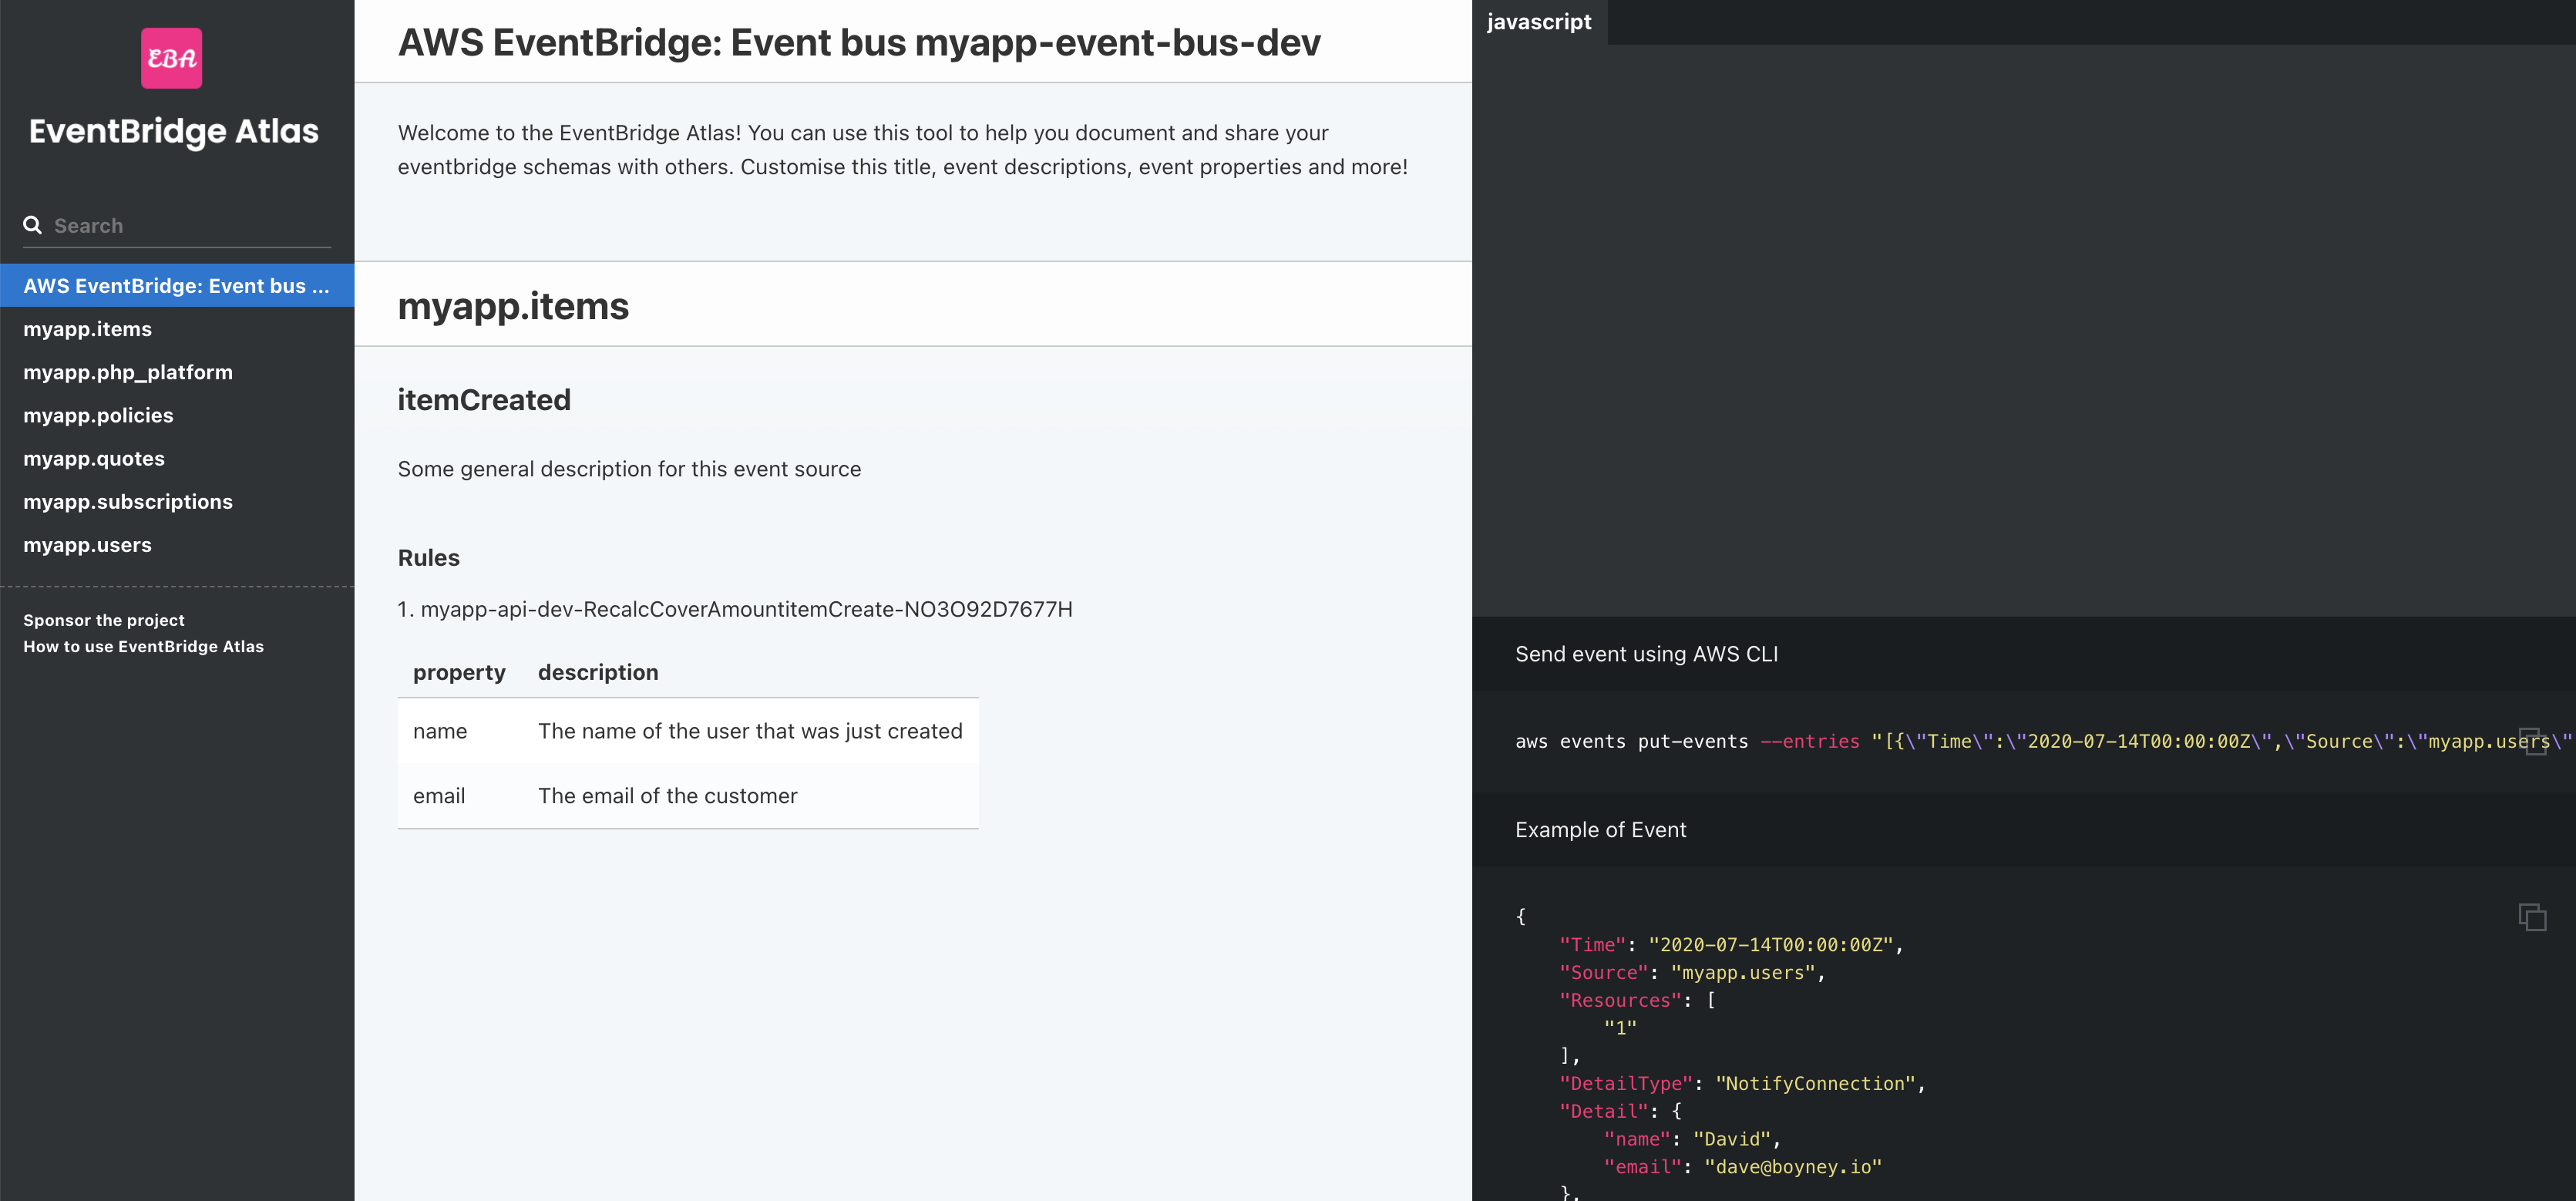 EBA
EventBridge Atlas
Search
AWS EventBridge: Event bus ...
myapp.items
myapp.php_platform
myapp.policies
myapp.quotes
myapp.subscriptions
myapp.users
Sponsor the project
How to use EventBridge Atlas
AWS EventBridge: Event bus myapp-event-bus-dev
Welcome to the EventBridge Atlas! You can use this tool to help you document and share your
eventbridge schemas with others. Customise this title, event descriptions, event properties and more!
myapp.items
itemCreated
Some general description for this event source
Rules
1. myapp-api-dev-RecalcCoverAmountitemCreate-NO3O92D7677H
property description
name The name of the user that was just created
email The email of the customer
javascript
Send event using AWS CLI
aws events put-events --entries "[{\"Time\":\"2020-07-14T00:00:00Z\",\"Source\":\"myapp.users\"
Example of Event
{
"Time": "2020-07-14T00:00:00Z",
"Source": "myapp.users",
"Resources": [
"1"
],
"DetailType": "NotifyConnection",
"Detail": {
"name": "David",
"email": "dave@boyney.io"
},